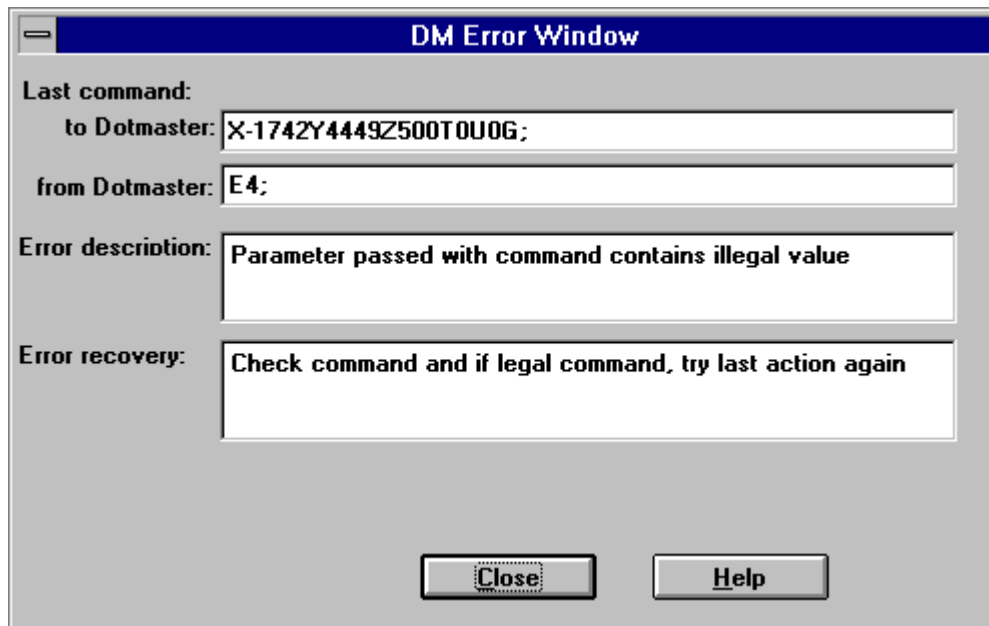 DM Error Window
Last command:
to Dotmaster: X-1742Y4449Z500T0U0G;
from Dotmaster: E4;
Error description: Parameter passed with command contains illegal value
Error recovery: Check command and if legal command, try last action again
Close Help